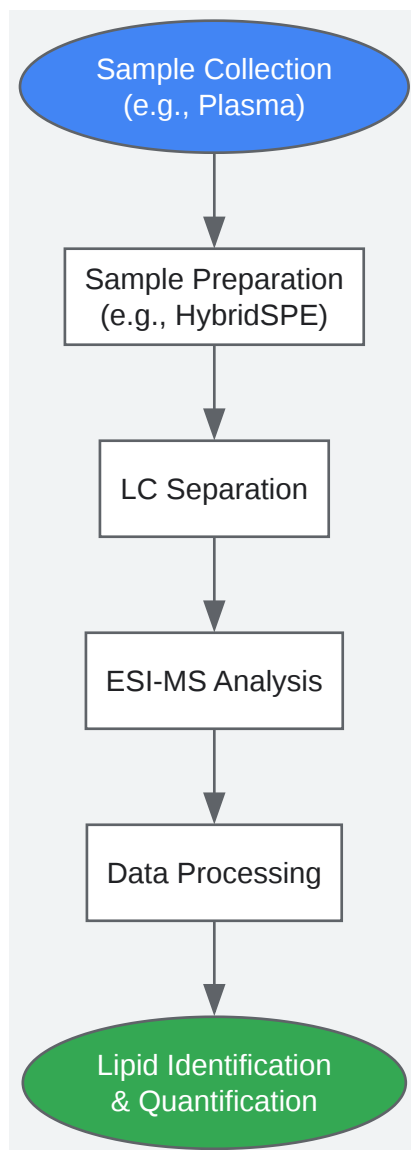 Sample Collection
(e.g., Plasma)
Sample Preparation
(e.g., HybridSPE)
LC Separation
ESI-MS Analysis
Data Processing
Lipid Identification
& Quantification